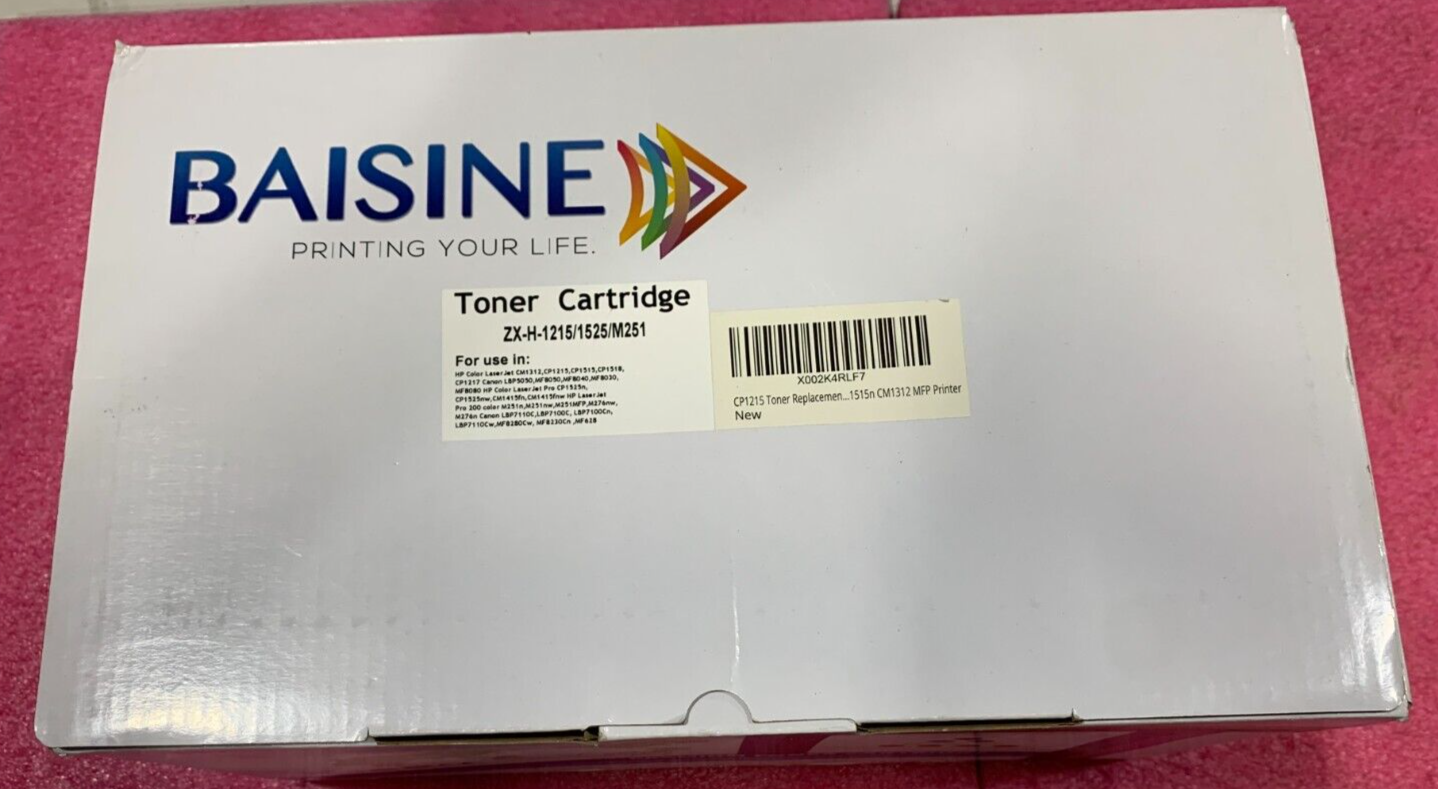 BAISINE
PRINTING YOUR LIFE.
Toner Cartridge
ZX-H-1215/1525/M251
For use in:
HP Color LaserJet CM1312,CP1215,CP1515,CP1518,
CP1217 Canon LBP5050,MF8050,MF8040,MF8030,
MF8080 HP Color LaserJet Pro CP1525n,
CP1525nw,CM1415fn,CM1415fnw HP LaserJet
Pro 200 color M251n,M251nw,M251MFP,M276nw,
M276n Canon LBP7110C,LBP7100C, LBP7100Cn,
LBP7110Cw,MF8280Cw, MF8230Cn ,MF628
X002K4RLF7
CP1215 Toner Replacemen...1515n CM1312 MFP Printer
New